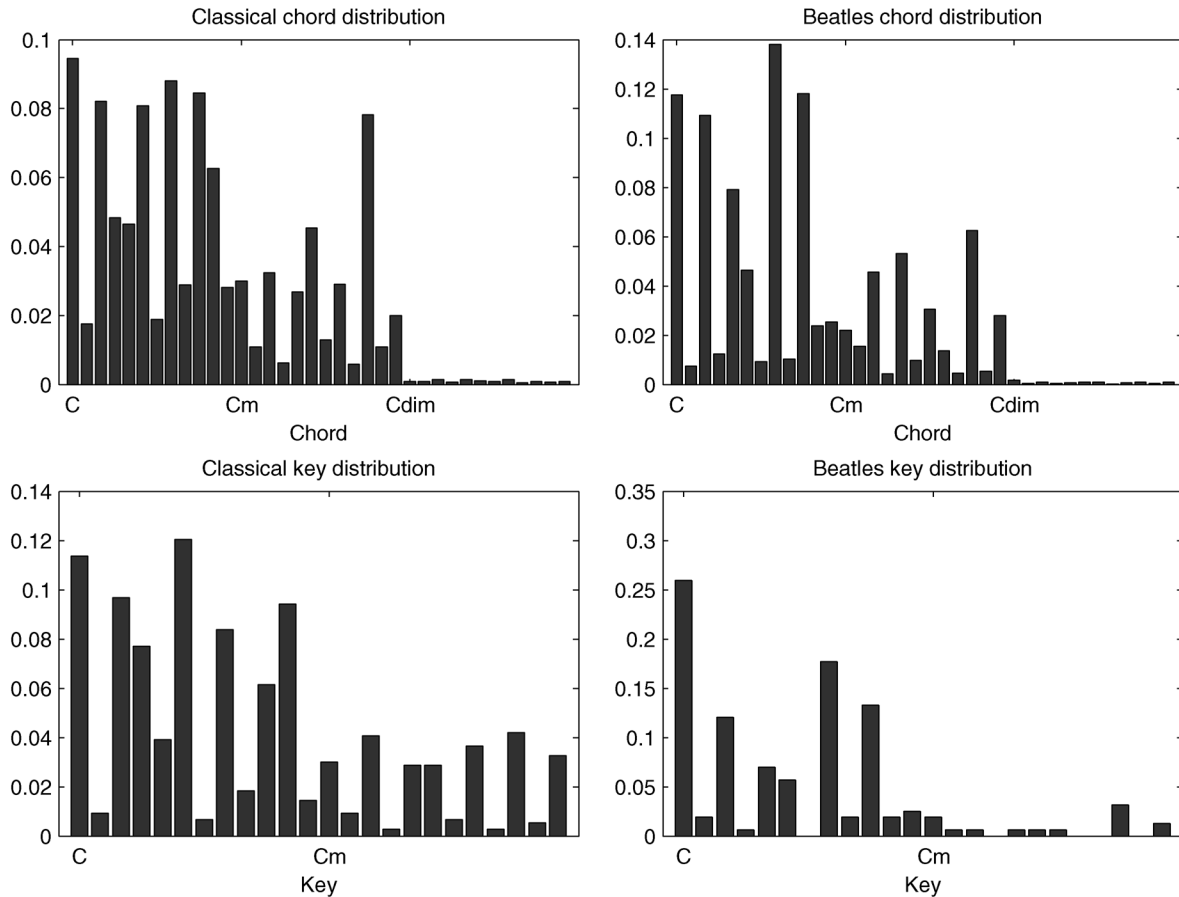 Classical chord distribution
0.1
0.08
0.06
0.04
0.02
0
C
Cm
Cdim
Chord
Beatles chord distribution
0.14
0.12
0.1
0.08
0.06
0.04
0.02
0
C
Cm
Cdim
Chord
Classical key distribution
0.14
0.12
0.1
0.08
0.06
0.04
0.02
0
C
Cm
Key
Beatles key distribution
0.35
0.3
0.25
0.2
0.15
0.1
0.05
0
C
Cm
Key